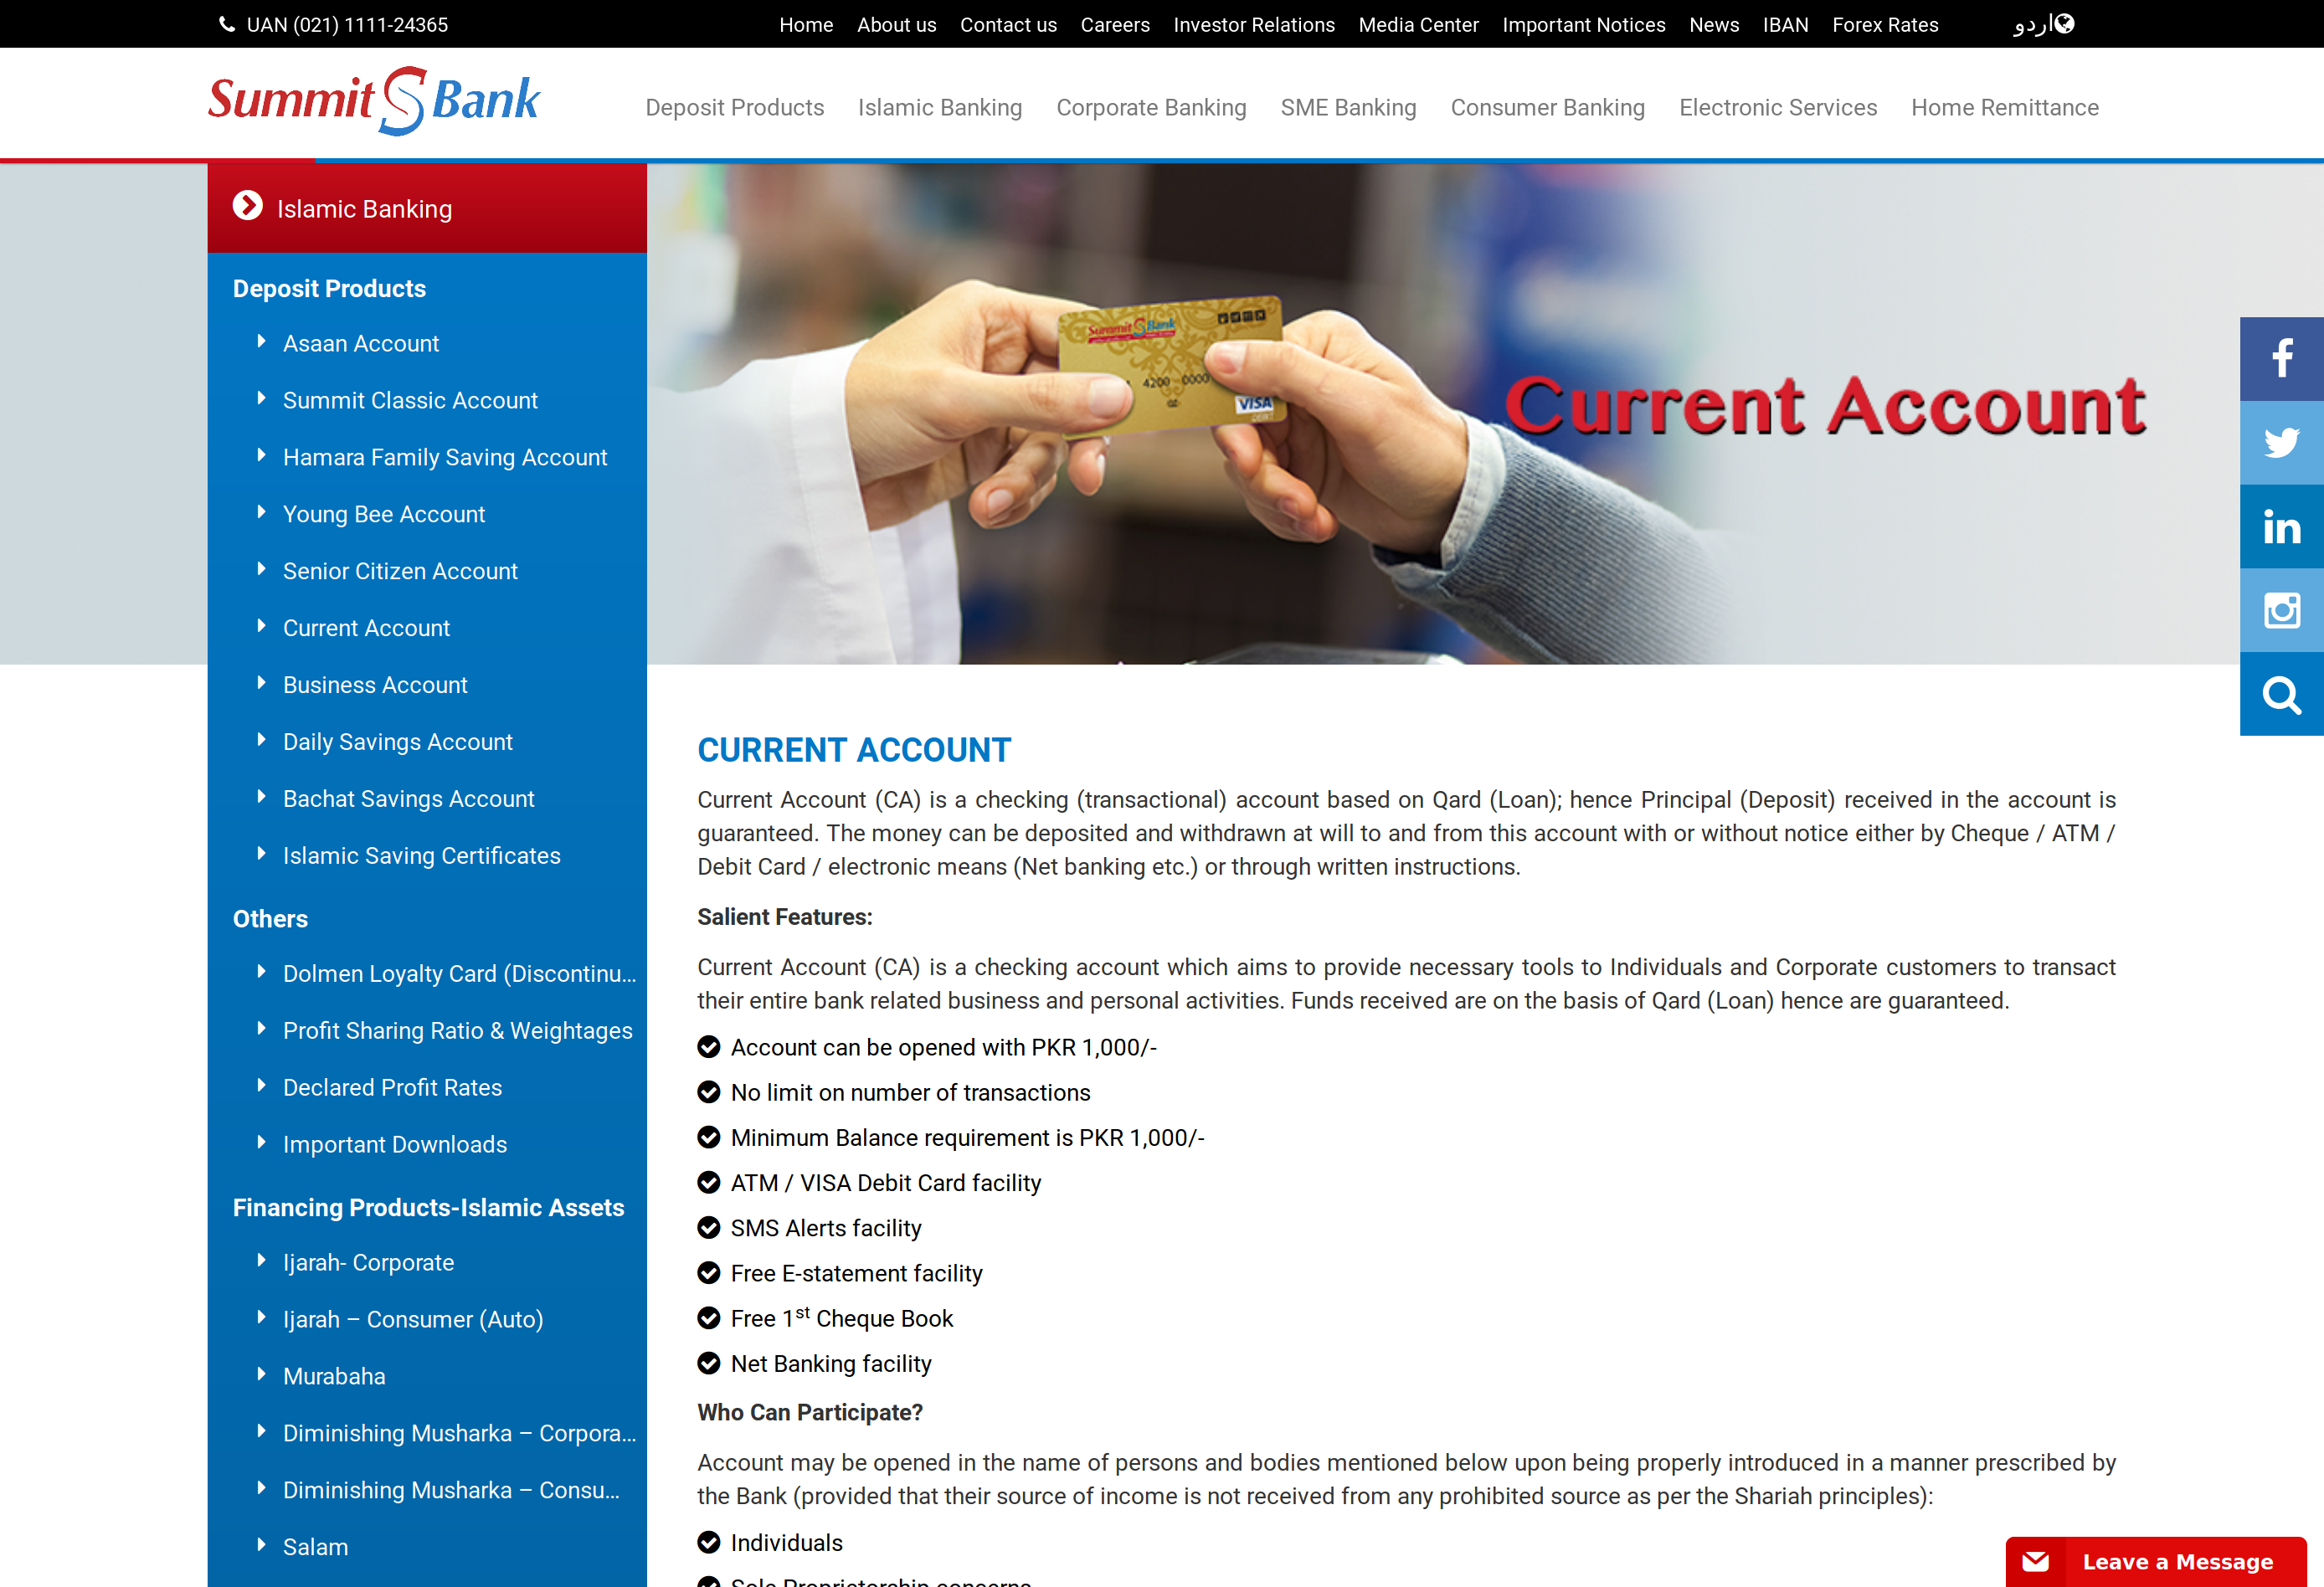 UAN (021) 1111-24365
Home About us Contact us Careers Investor Relations Media Center Important Notices News IBAN Forex Rates اردو
Summit S Bank
Deposit Products Islamic Banking Corporate Banking SME Banking Consumer Banking Electronic Services Home Remittance
Islamic Banking
Deposit Products
Asaan Account
Summit Classic Account
Hamara Family Saving Account
Young Bee Account
Senior Citizen Account
Current Account
Business Account
Daily Savings Account
Bachat Savings Account
Islamic Saving Certificates
Others
Dolmen Loyalty Card (Discontinu...
Profit Sharing Ratio & Weightages
Declared Profit Rates
Important Downloads
Financing Products-Islamic Assets
Ijarah- Corporate
Ijarah – Consumer (Auto)
Murabaha
Diminishing Musharka – Corpora...
Diminishing Musharka – Consu...
Salam
Summit S Bank
4200 0000
VISA
DEBIT
Current Account
CURRENT ACCOUNT
Current Account (CA) is a checking (transactional) account based on Qard (Loan); hence Principal (Deposit) received in the account is
guaranteed. The money can be deposited and withdrawn at will to and from this account with or without notice either by Cheque / ATM /
Debit Card / electronic means (Net banking etc.) or through written instructions.
Salient Features:
Current Account (CA) is a checking account which aims to provide necessary tools to Individuals and Corporate customers to transact
their entire bank related business and personal activities. Funds received are on the basis of Qard (Loan) hence are guaranteed.
Account can be opened with PKR 1,000/-
No limit on number of transactions
Minimum Balance requirement is PKR 1,000/-
ATM / VISA Debit Card facility
SMS Alerts facility
Free E-statement facility
Free 1st Cheque Book
Net Banking facility
Who Can Participate?
Account may be opened in the name of persons and bodies mentioned below upon being properly introduced in a manner prescribed by
the Bank (provided that their source of income is not received from any prohibited source as per the Shariah principles):
Individuals
Sole Proprietorship concerns
Leave a Message